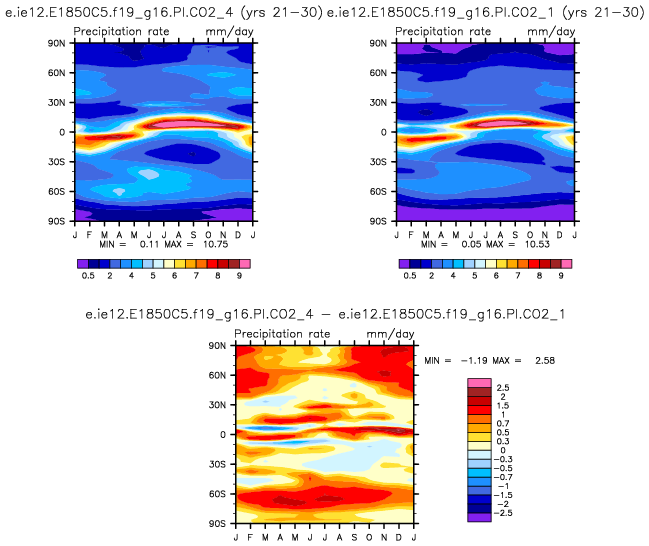 e.ie12.E1850C5.f19_g16.PI.CO2_4 (yrs 21-30) e.ie12.E1850C5.f19_g16.PI.CO2_1 (yrs 21-30)
Precipitation rate mm/day
90N
60N
30N
0
30S
60S
90S
J F M A M J J A S O N D J
MIN = 0.11 MAX = 10.75
0.5 2 4 5 6 7 8 9
Precipitation rate mm/day
90N
60N
30N
0
30S
60S
90S
J F M A M J J A S O N D J
MIN = 0.05 MAX = 10.53
0.5 2 4 5 6 7 8 9
e.ie12.E1850C5.f19_g16.PI.CO2_4 - e.ie12.E1850C5.f19_g16.PI.CO2_1
Precipitation rate mm/day
MIN = -1.19 MAX = 2.58
90N
60N
30N
0
30S
60S
90S
J F M A M J J A S O N D J
2.5
2
1.5
1
0.7
0.5
0.3
0
-0.3
-0.5
-0.7
-1
-1.5
-2
-2.5